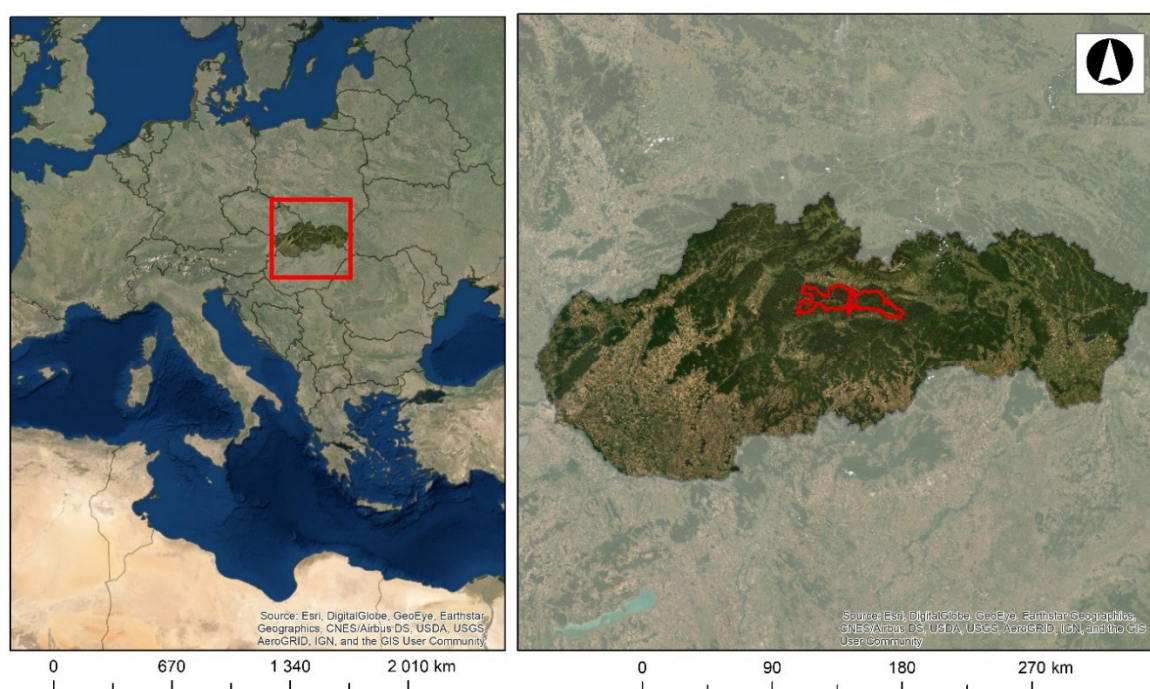 Source: Esri, DigitalGlobe, GeoEye, Earthstar
Geographics, CNES/Airbus DS, USDA, USGS
AeroGRID, IGN, and the GIS User Community
0 670 1 340 2 010 km
Source: Esri, DigitalGlobe, GeoEye, Earthstar Geographics,
CNES/Airbus DS, USDA, USGS, AeroGRID, IGN, and the GIS
User Community
0 90 180 270 km